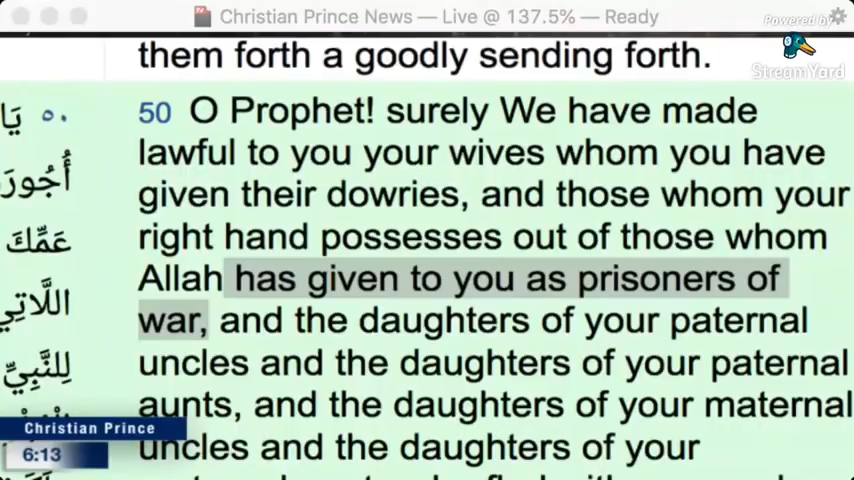 Christian Prince News — Live @ 137.5% — Ready
Powered by
StreamYard
them forth a goodly sending forth.
50 O Prophet! surely We have made
lawful to you your wives whom you have
given their dowries, and those whom your
right hand possesses out of those whom
Allah has given to you as prisoners of
war, and the daughters of your paternal
uncles and the daughters of your paternal
aunts, and the daughters of your maternal
uncles and the daughters of your
٥٠ يَا
أُجُورَ
عَمِّكَ
اللَّاتِي
لِلنَّبِيِّ
Christian Prince
6:13